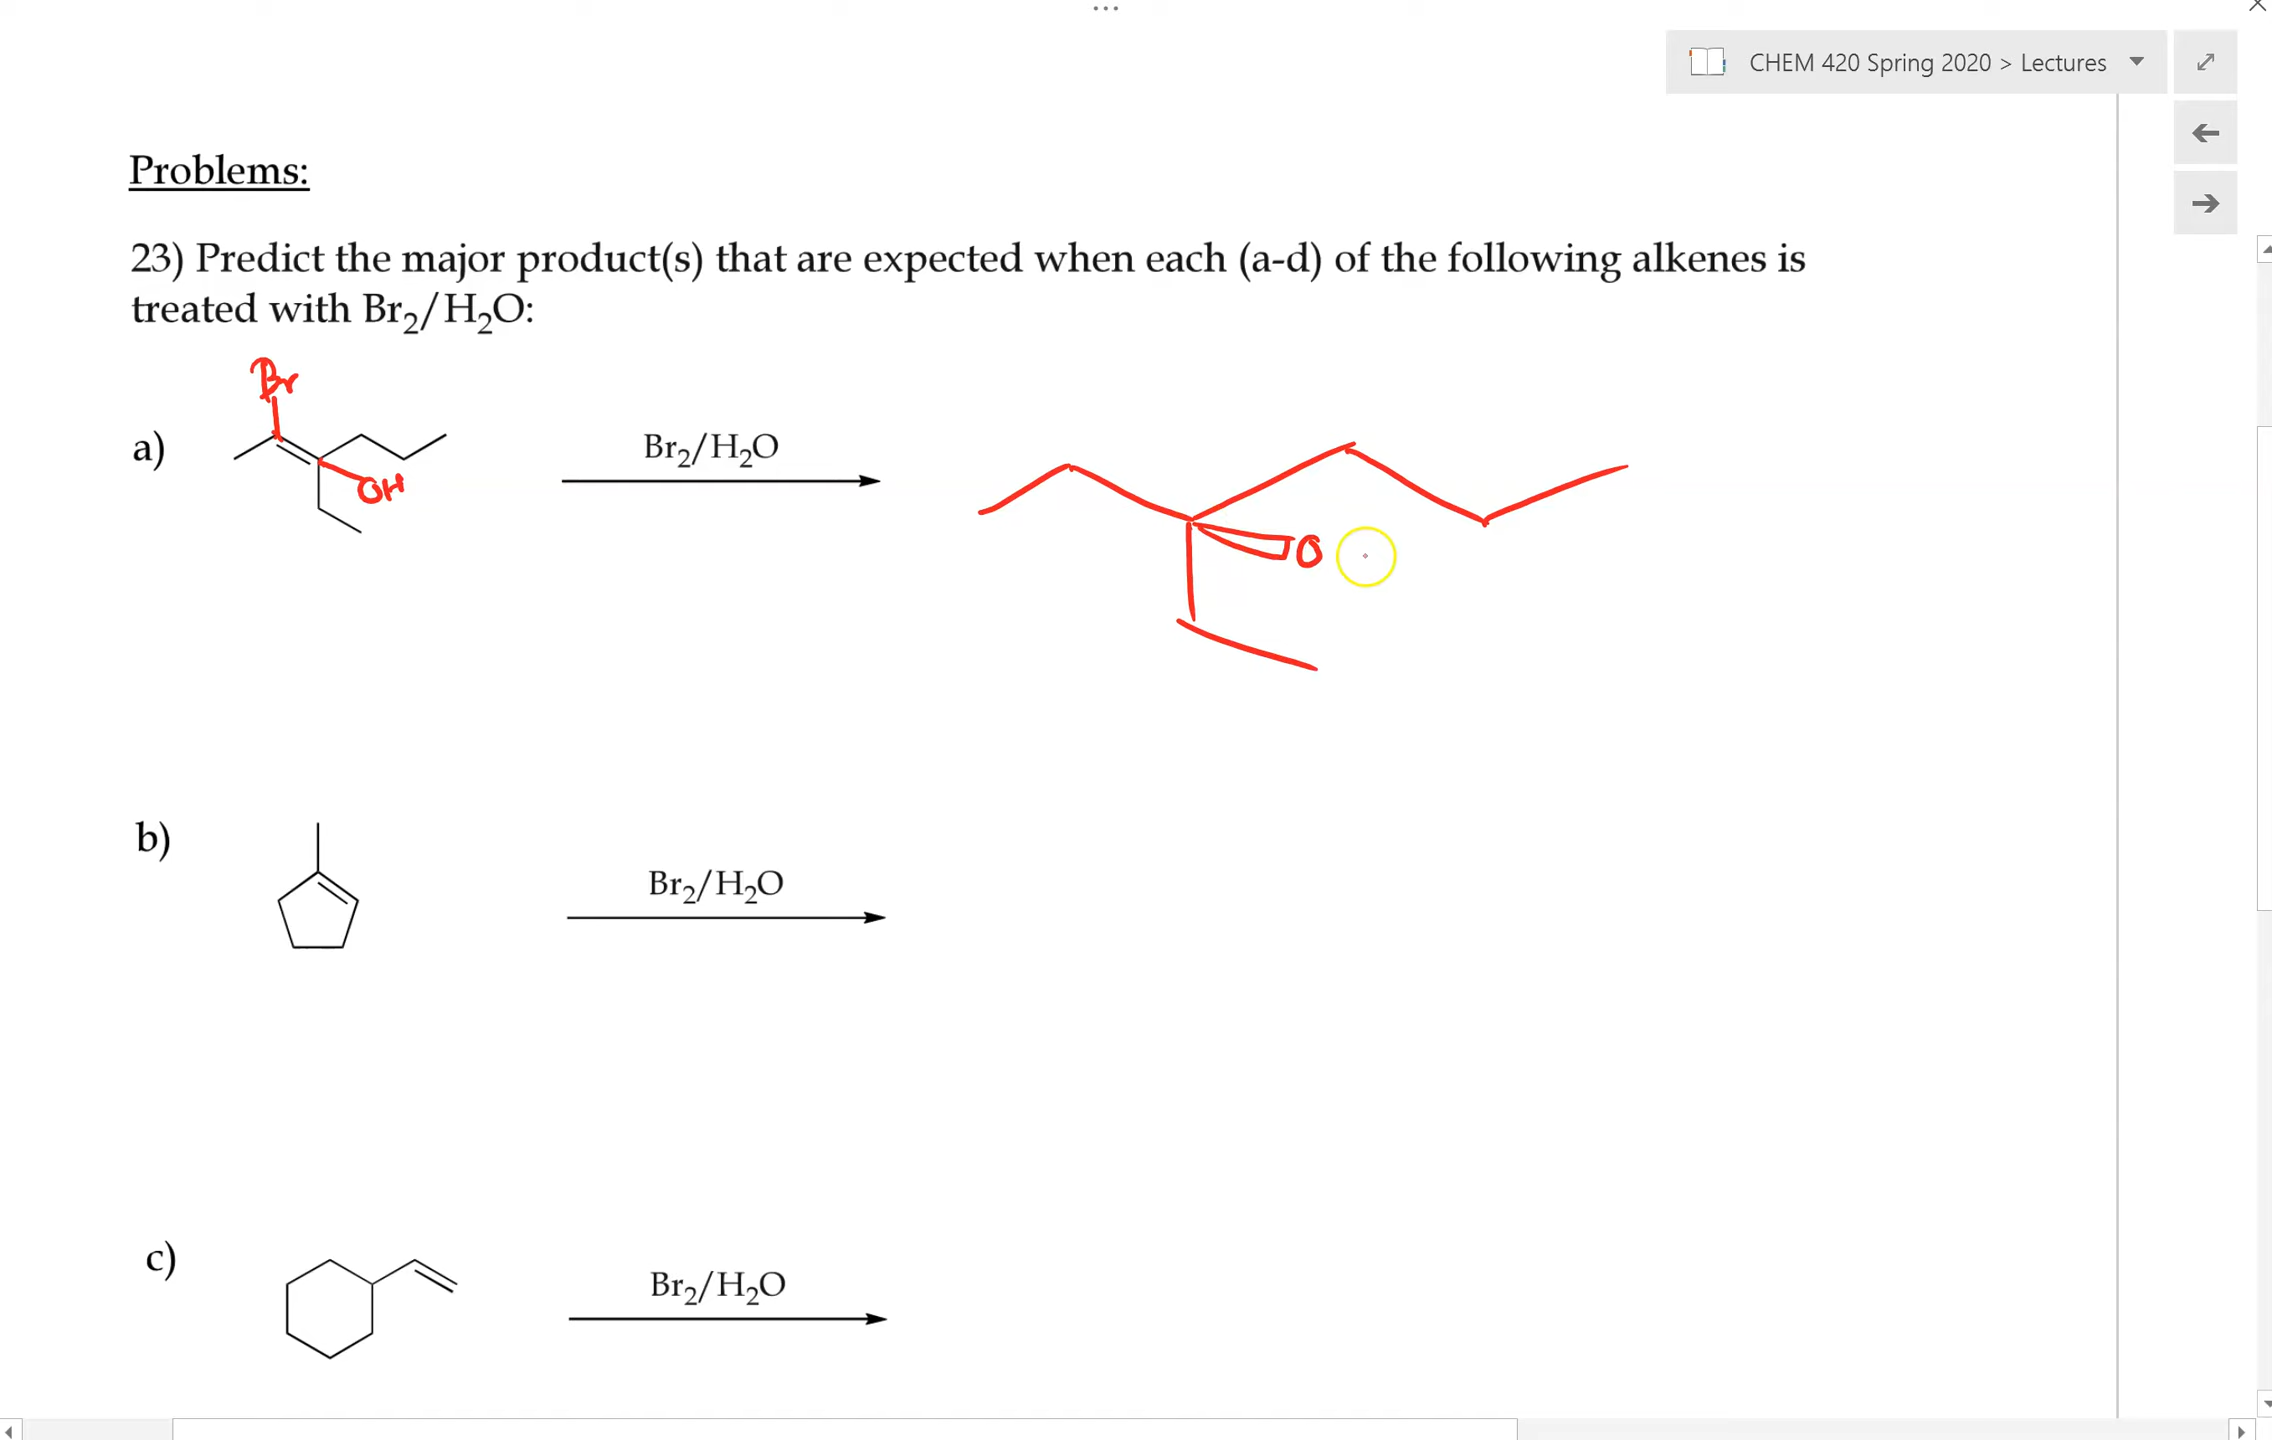 CHEM 420 Spring 2020 > Lectures
Problems:
23) Predict the major product(s) that are expected when each (a-d) of the following alkenes is
treated with Br₂/H₂O:
Br
a)
OH
Br₂/H₂O
O
b)
Br₂/H₂O
c)
Br₂/H₂O